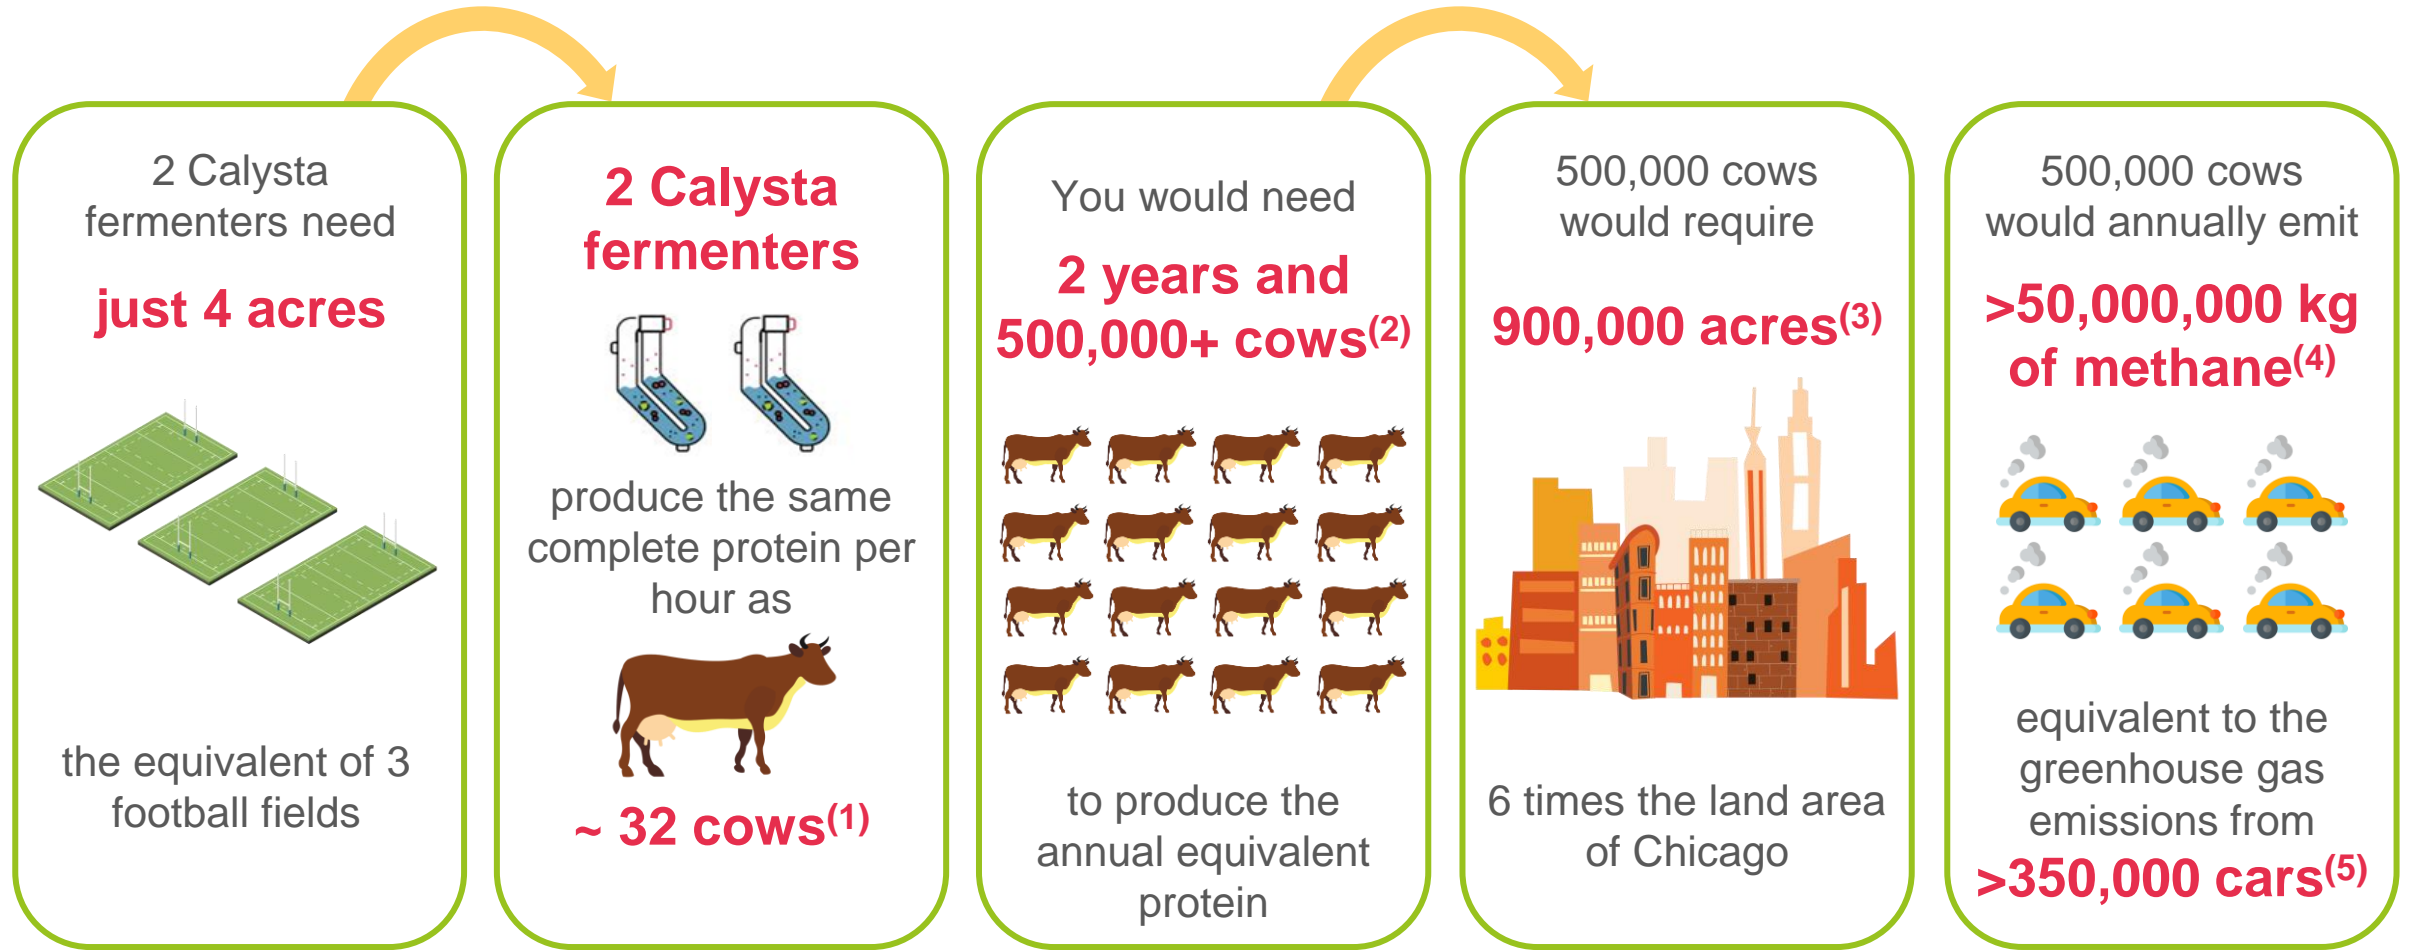 2 Calysta
fermenters need
just 4 acres
the equivalent of 3
football fields
2 Calysta
fermenters
produce the same
complete protein per
hour as
~ 32 cows(1)
You would need
2 years and
500,000+ cows(2)
to produce the
annual equivalent
protein
500,000 cows
would require
900,000 acres(3)
6 times the land area
of Chicago
500,000 cows
would annually emit
>50,000,000 kg
of methane(4)
equivalent to the
greenhouse gas
emissions from
>350,000 cars(5)